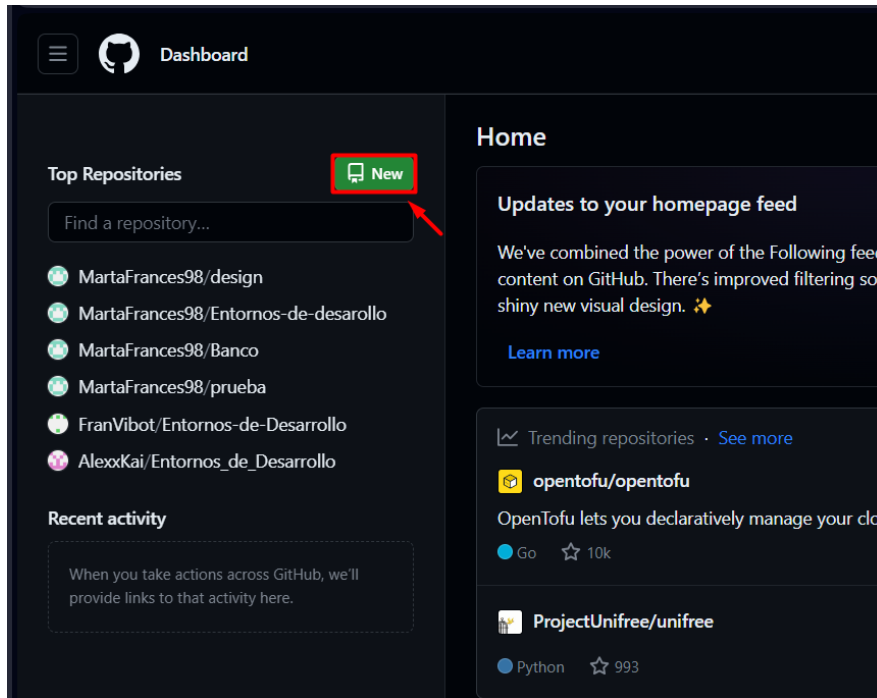 Dashboard
Top Repositories
New
Find a repository...
MartaFrances98/design
MartaFrances98/Entornos-de-desarollo
MartaFrances98/Banco
MartaFrances98/prueba
FranVibot/Entornos-de-Desarrollo
AlexxKai/Entornos_de_Desarrollo
Recent activity
When you take actions across GitHub, we'll
provide links to that activity here.
Home
Updates to your homepage feed
We've combined the power of the Following feed
content on GitHub. There's improved filtering so
shiny new visual design. ✨
Learn more
Trending repositories · See more
opentofu/opentofu
OpenTofu lets you declaratively manage your clo
Go 10k
ProjectUnifree/unifree
Python 993